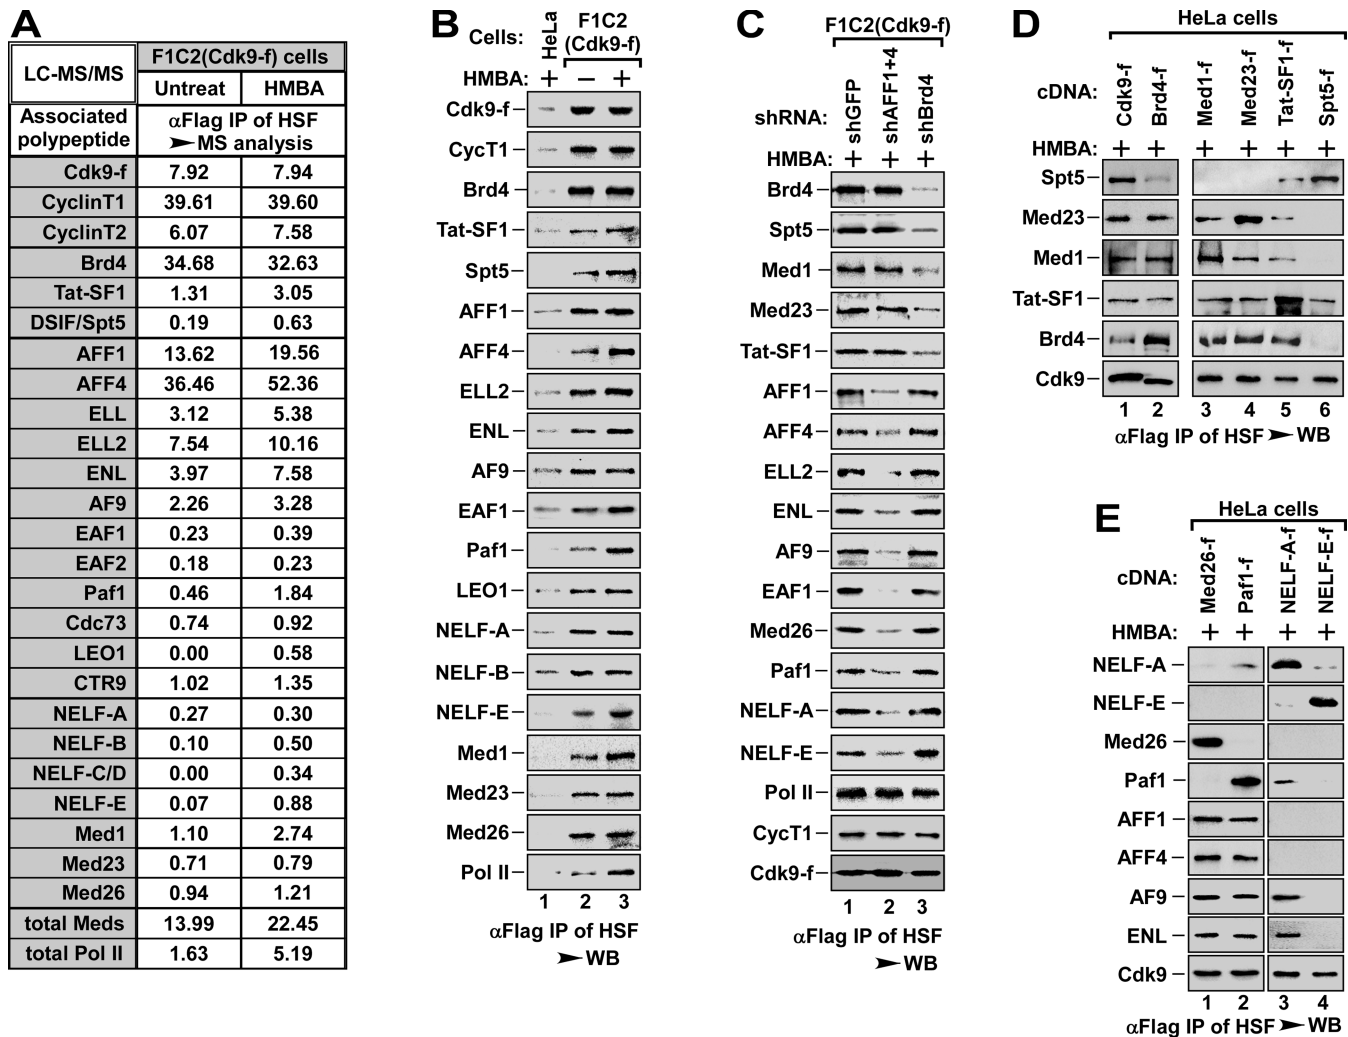 A
LC-MS/MS
F1C2(Cdk9-f) cells
Untreat HMBA
Associated polypeptide
αFlag IP of HSF
➤MS analysis
Cdk9-f 7.92 7.94
CyclinT1 39.61 39.60
CyclinT2 6.07 7.58
Brd4 34.68 32.63
Tat-SF1 1.31 3.05
DSIF/Spt5 0.19 0.63
AFF1 13.62 19.56
AFF4 36.46 52.36
ELL 3.12 5.38
ELL2 7.54 10.16
ENL 3.97 7.58
AF9 2.26 3.28
EAF1 0.23 0.39
EAF2 0.18 0.23
Paf1 0.46 1.84
Cdc73 0.74 0.92
LEO1 0.00 0.58
CTR9 1.02 1.35
NELF-A 0.27 0.30
NELF-B 0.10 0.50
NELF-C/D 0.00 0.34
NELF-E 0.07 0.88
Med1 1.10 2.74
Med23 0.71 0.79
Med26 0.94 1.21
total Meds 13.99 22.45
total Pol II 1.63 5.19
B
Cells: HeLa F1C2 (Cdk9-f)
HMBA: + − +
Cdk9-f
CycT1
Brd4
Tat-SF1
Spt5
AFF1
AFF4
ELL2
ENL
AF9
EAF1
Paf1
LEO1
NELF-A
NELF-B
NELF-E
Med1
Med23
Med26
Pol II
1 2 3
αFlag IP of HSF
➤ WB
C
F1C2(Cdk9-f)
shRNA: shGFP shAFF1+4 shBrd4
HMBA: + + +
Brd4
Spt5
Med1
Med23
Tat-SF1
AFF1
AFF4
ELL2
ENL
AF9
EAF1
Med26
Paf1
NELF-A
NELF-E
Pol II
CycT1
Cdk9-f
1 2 3
αFlag IP of HSF
➤ WB
D
HeLa cells
cDNA: Cdk9-f Brd4-f Med1-f Med23-f Tat-SF1-f Spt5-f
HMBA: + + + + + +
Spt5
Med23
Med1
Tat-SF1
Brd4
Cdk9
1 2 3 4 5 6
αFlag IP of HSF ➤ WB
E
HeLa cells
cDNA: Med26-f Paf1-f NELF-A-f NELF-E-f
HMBA: + + + +
NELF-A
NELF-E
Med26
Paf1
AFF1
AFF4
AF9
ENL
Cdk9
1 2 3 4
αFlag IP of HSF ➤ WB